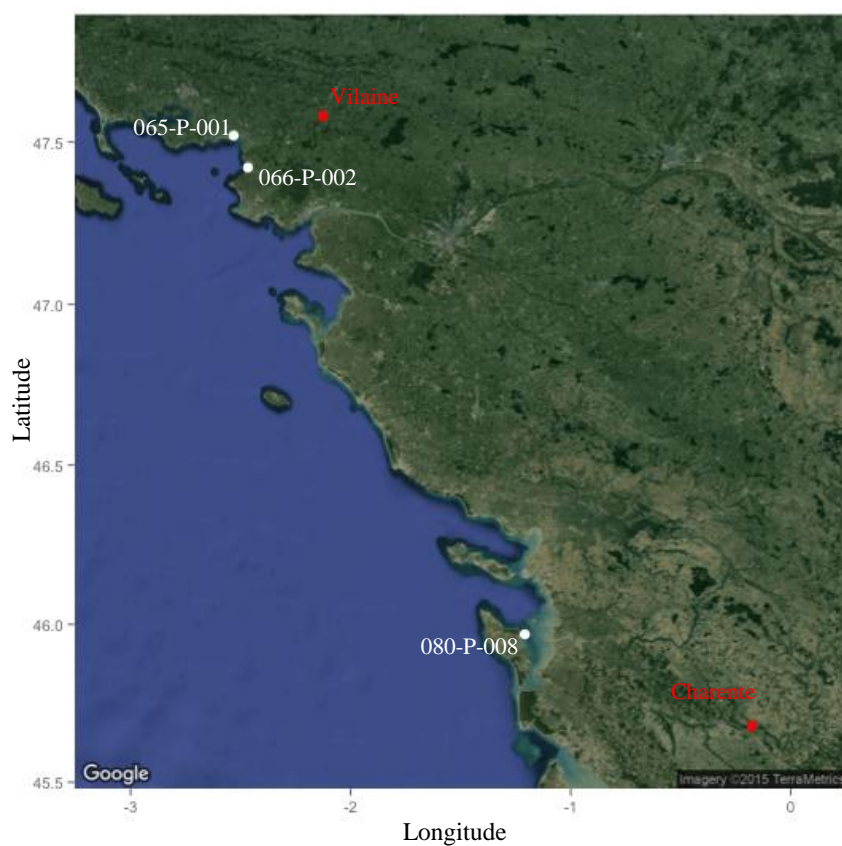 Vilaine
065-P-001
47.5
066-P-002
47.0
Latitude
46.5
46.0
080-P-008
Charente
45.5
Google
Imagery ©2015 TerraMetrics
-3
-2
-1
0
Longitude